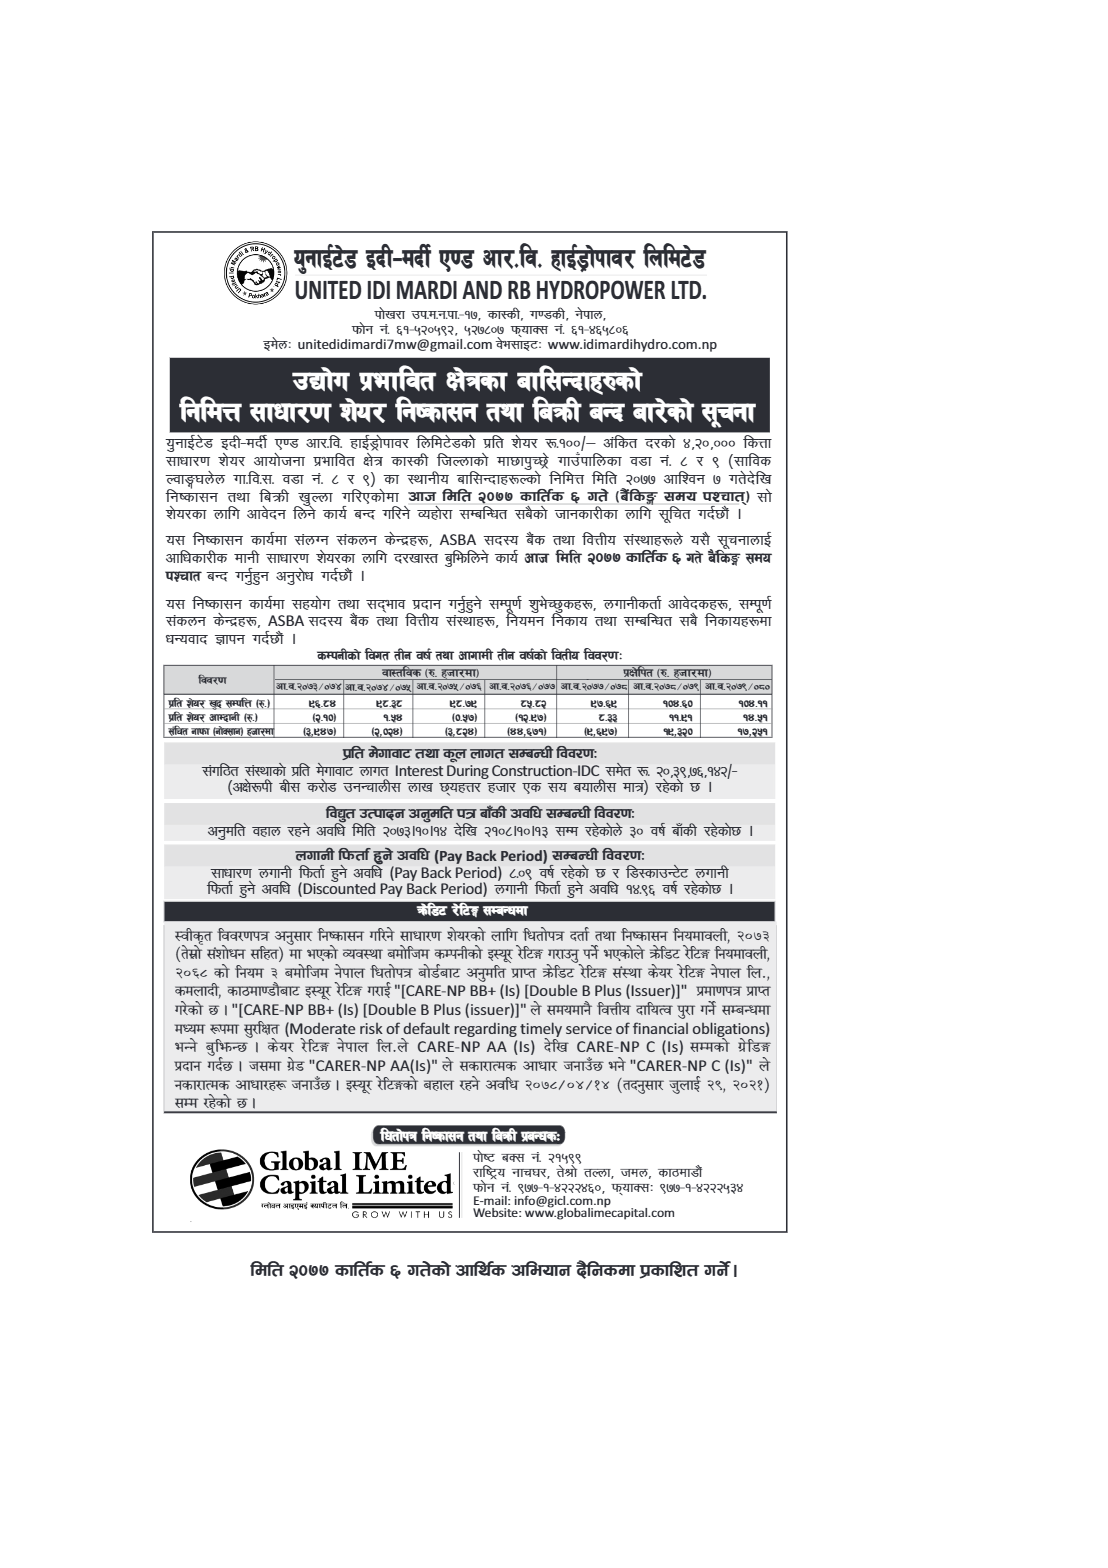 United Idi Mardi & RB Hydropower Ltd.
Pokhara
युनाईटेड इदी-मर्दी एण्ड आर.वि. हाईड्रोपावर लिमिटेड
UNITED IDI MARDI AND RB HYDROPOWER LTD.
पोखरा उप.म.न.पा.-१७, कास्की, गण्डकी, नेपाल,
फोन नं. ६१-५२०५९२, ५२७८०७ फ्याक्स नं. ६१-४६५८०६
इमेलः unitedidimardi7mw@gmail.com वेभसाइटः www.idimardihydro.com.np
उद्योग प्रभावित क्षेत्रका बासिन्दाहरुको
निमित्त साधारण शेयर निष्कासन तथा बिक्री बन्द बारेको सूचना
युनाईटेड इदी-मर्दी एण्ड आर.वि. हाईड्रोपावर लिमिटेडको प्रति शेयर रू.१००/– अंकित दरको ४,२०,००० कित्ता
साधारण शेयर आयोजना प्रभावित क्षेत्र कास्की जिल्लाको माछापुच्छ्रे गाउँपालिका वडा नं. ८ र ९ (साविक
ल्वाङ्घलेल गा.वि.स. वडा नं. ८ र ९) का स्थानीय बासिन्दाहरूल्को निमित्त मिति २०७७ आश्विन ७ गतेदेखि
निष्कासन तथा बिक्री खुल्ला गरिएकोमा आज मिति २०७७ कार्तिक ६ गते (बैंकिङ्ग समय पश्चात्) सो
शेयरका लागि आवेदन लिने कार्य बन्द गरिने व्यहोरा सम्बन्धित सबैको जानकारीका लागि सूचित गर्दछौं ।
यस निष्कासन कार्यमा संलग्न संकलन केन्द्रहरू, ASBA सदस्य बैंक तथा वित्तीय संस्थाहरूले यसै सूचनालाई
आधिकारीक मानी साधारण शेयरका लागि दरखास्त बुझिलिने कार्य आज मिति २०७७ कार्तिक ६ गते बैकिङ्ग समय
पश्चात बन्द गर्नुहुन अनुरोध गर्दछौं ।
यस निष्कासन कार्यमा सहयोग तथा सद्‌भाव प्रदान गर्नुहुने सम्पूर्ण शुभेच्छुकहरू, लगानीकर्ता आवेदकहरू, सम्पूर्ण
संकलन केन्द्रहरू, ASBA सदस्य बैंक तथा वित्तीय संस्थाहरू, नियमन निकाय तथा सम्बन्धित सबै निकायहरूमा
धन्यवाद ज्ञापन गर्दछौं ।
कम्पनीको विगत तीन वर्ष तथा आगामी तीन वर्षको वित्तीय विवरणः
विवरण वास्तविक (रु. हजारमा) प्रक्षेपित (रु. हजारमा)
आ.व.२०७३/०७४ आ.व.२०७४/०७५ आ.व.२०७५/०७६ आ.व.२०७६/०७७ आ.व.२०७७/०७८ आ.व.२०७८/०७९ आ.व.२०७९/०८०
प्रति शेयर खुद सम्पत्ति (रु.) ९६.८४ ९८.३८ ९८.७९ ८५.८२ ९७.६९ १०४.६० १०४.११
प्रति शेयर आम्दानी (रु.) (२.१०) १.५४ (०.५७) (१२.९७) ८.३३ ११.९१ १४.५१
संचित नाफा (नोक्सान) हजारमा (३,९४७) (२,०२४) (३,८२४) (४४,६७१) (९,६९७) १९,३२० १७,२५१
प्रति मेगावाट तथा कूल लागत सम्बन्धी विवरणः
संगठित संस्थाको प्रति मेगावाट लागत Interest During Construction-IDC समेत रू. २०,३९,७६,१४२/-
(अक्षेरूपी बीस करोड उनन्चालीस लाख छ्यहत्तर हजार एक सय बयालीस मात्र) रहेको छ ।
विद्युत उत्पादन अनुमति पत्र बाँकी अवधि सम्बन्धी विवरणः
अनुमति वहाल रहने अवधि मिति २०७३।१०।१४ देखि २१०८।१०।१३ सम्म रहेकोले ३० वर्ष बाँकी रहेकोछ ।
लगानी फिर्ता हुने अवधि (Pay Back Period) सम्बन्धी विवरणः
साधारण लगानी फिर्ता हुने अवधि (Pay Back Period) ८.०९ वर्ष रहेको छ र डिस्काउन्टेट लगानी
फिर्ता हुने अवधि (Discounted Pay Back Period) लगानी फिर्ता हुने अवधि १४.९६ वर्ष रहेकोछ ।
क्रेडिट रेटिङ्ग सम्बन्धमा
स्वीकृत विवरणपत्र अनुसार निष्कासन गरिने साधारण शेयरको लागि धितोपत्र दर्ता तथा निष्कासन नियमावली, २०७३
(तेस्रो संशोधन सहित) मा भएको व्यवस्था बमोजिम कम्पनीको इस्यूर रेटिङ गराउनु पर्ने भएकोले क्रेडिट रेटिङ नियमावली,
२०६८ को नियम ३ बमोजिम नेपाल धितोपत्र बोर्डबाट अनुमति प्राप्त क्रेडिट रेटिङ संस्था केयर रेटिङ नेपाल लि.,
कमलादी, काठमाण्डौबाट इस्यूर रेटिङ गराई "[CARE-NP BB+ (Is) [Double B Plus (Issuer)]" प्रमाणपत्र प्राप्त
गरेको छ । "[CARE-NP BB+ (Is) [Double B Plus (issuer)]" ले समयमानै वित्तीय दायित्व पुरा गर्ने सम्बन्धमा
मध्यम रूपमा सुरक्षित (Moderate risk of default regarding timely service of financial obligations)
भन्ने बुझिन्छ । केयर रेटिङ नेपाल लि.ले CARE-NP AA (Is) देखि CARE-NP C (Is) सम्मको ग्रेडिङ
प्रदान गर्दछ । जसमा ग्रेड "CARER-NP AA(Is)" ले सकारात्मक आधार जनाउँछ भने "CARER-NP C (Is)" ले
नकारात्मक आधारहरू जनाउँछ । इस्यूर रेटिङको बहाल रहने अवधि २०७८/०४/१४ (तदनुसार जुलाई २९, २०२१)
सम्म रहेको छ ।
धितोपत्र निष्कासन तथा बिक्री प्रबन्धकः
Global IME
Capital Limited
ग्लोबल आइएमई क्यापीटल लि.
GROW WITH US
पोष्ट बक्स नं. २१५९९
राष्ट्रिय नाचघर, तेश्रो तल्ला, जमल, काठमाडौं
फोन नं. ९७७-१-४२२२४६०, फ्याक्सः ९७७-१-४२२२५३४
E-mail: info@gicl.com.np
Website: www.globalimecapital.com
मिति २०७७ कार्तिक ६ गतेको आर्थिक अभियान दैनिकमा प्रकाशित गर्ने ।